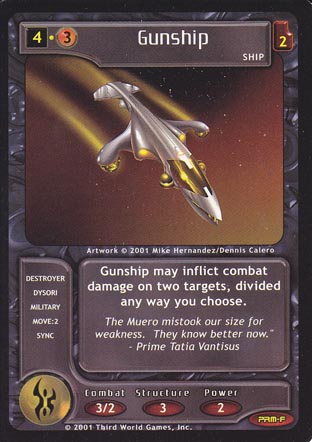 4 • 3
Gunship
2
SHIP
Artwork © 2001 Mike Hernandez/Dennis Calero
DESTROYER
DYSORI
MILITARY
MOVE:2
SYNC
Gunship may inflict combat
damage on two targets, divided
any way you choose.
The Muero mistook our size for
weakness. They know better now."
- Prime Tatia Vantisus
Combat Structure Power
3/2 3 2
PRM-F
© 2001 Third World Games, Inc.